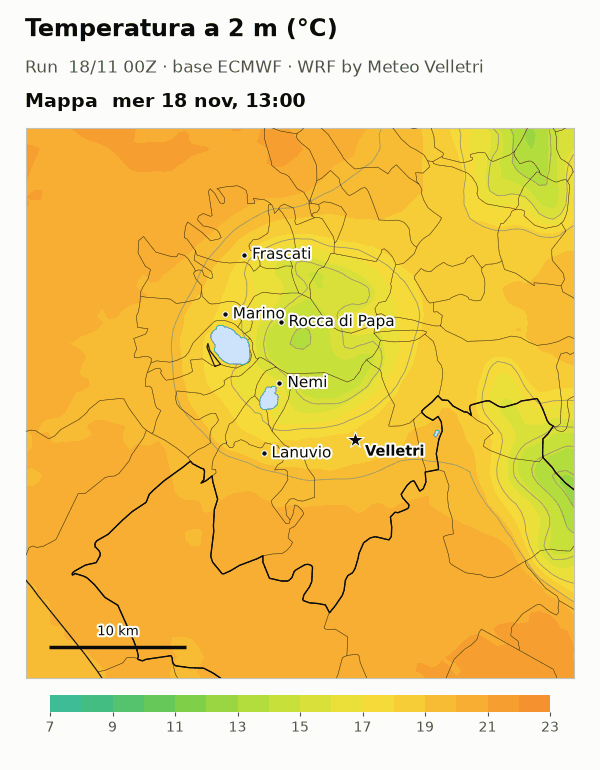 Temperatura a 2 m (°C)
Run  18/11 00Z · base ECMWF · WRF by Meteo Velletri
Mappa  mer 18 nov, 13:00
Frascati
Marino
Rocca di Papa
Nemi
Velletri
Lanuvio
10 km
7 9 11 13 15 17 19 21 23